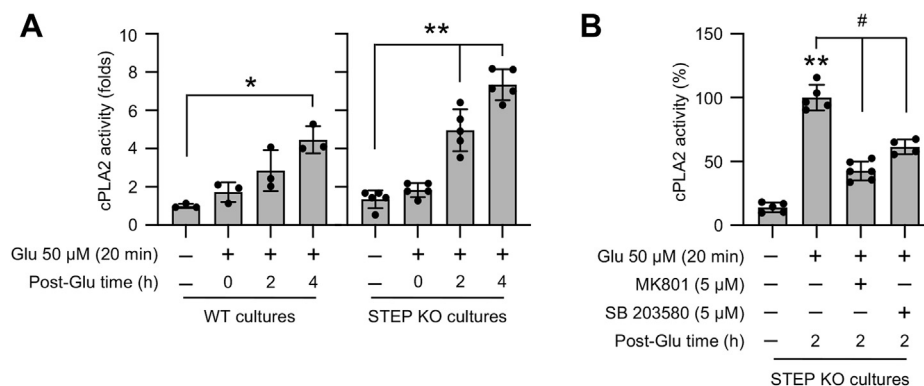 A
B
cPLA2 activity (folds)
10
8
6
4
2
0
*
**
Glu 50 µM (20 min) – + + + – + + +
Post-Glu time (h) – 0 2 4 – 0 2 4
WT cultures STEP KO cultures
cPLA2 activity (%)
150
100
50
0
**
#
Glu 50 µM (20 min) – + + +
MK801 (5 µM) – – + –
SB 203580 (5 µM) – – – +
Post-Glu time (h) – 2 2 2
STEP KO cultures